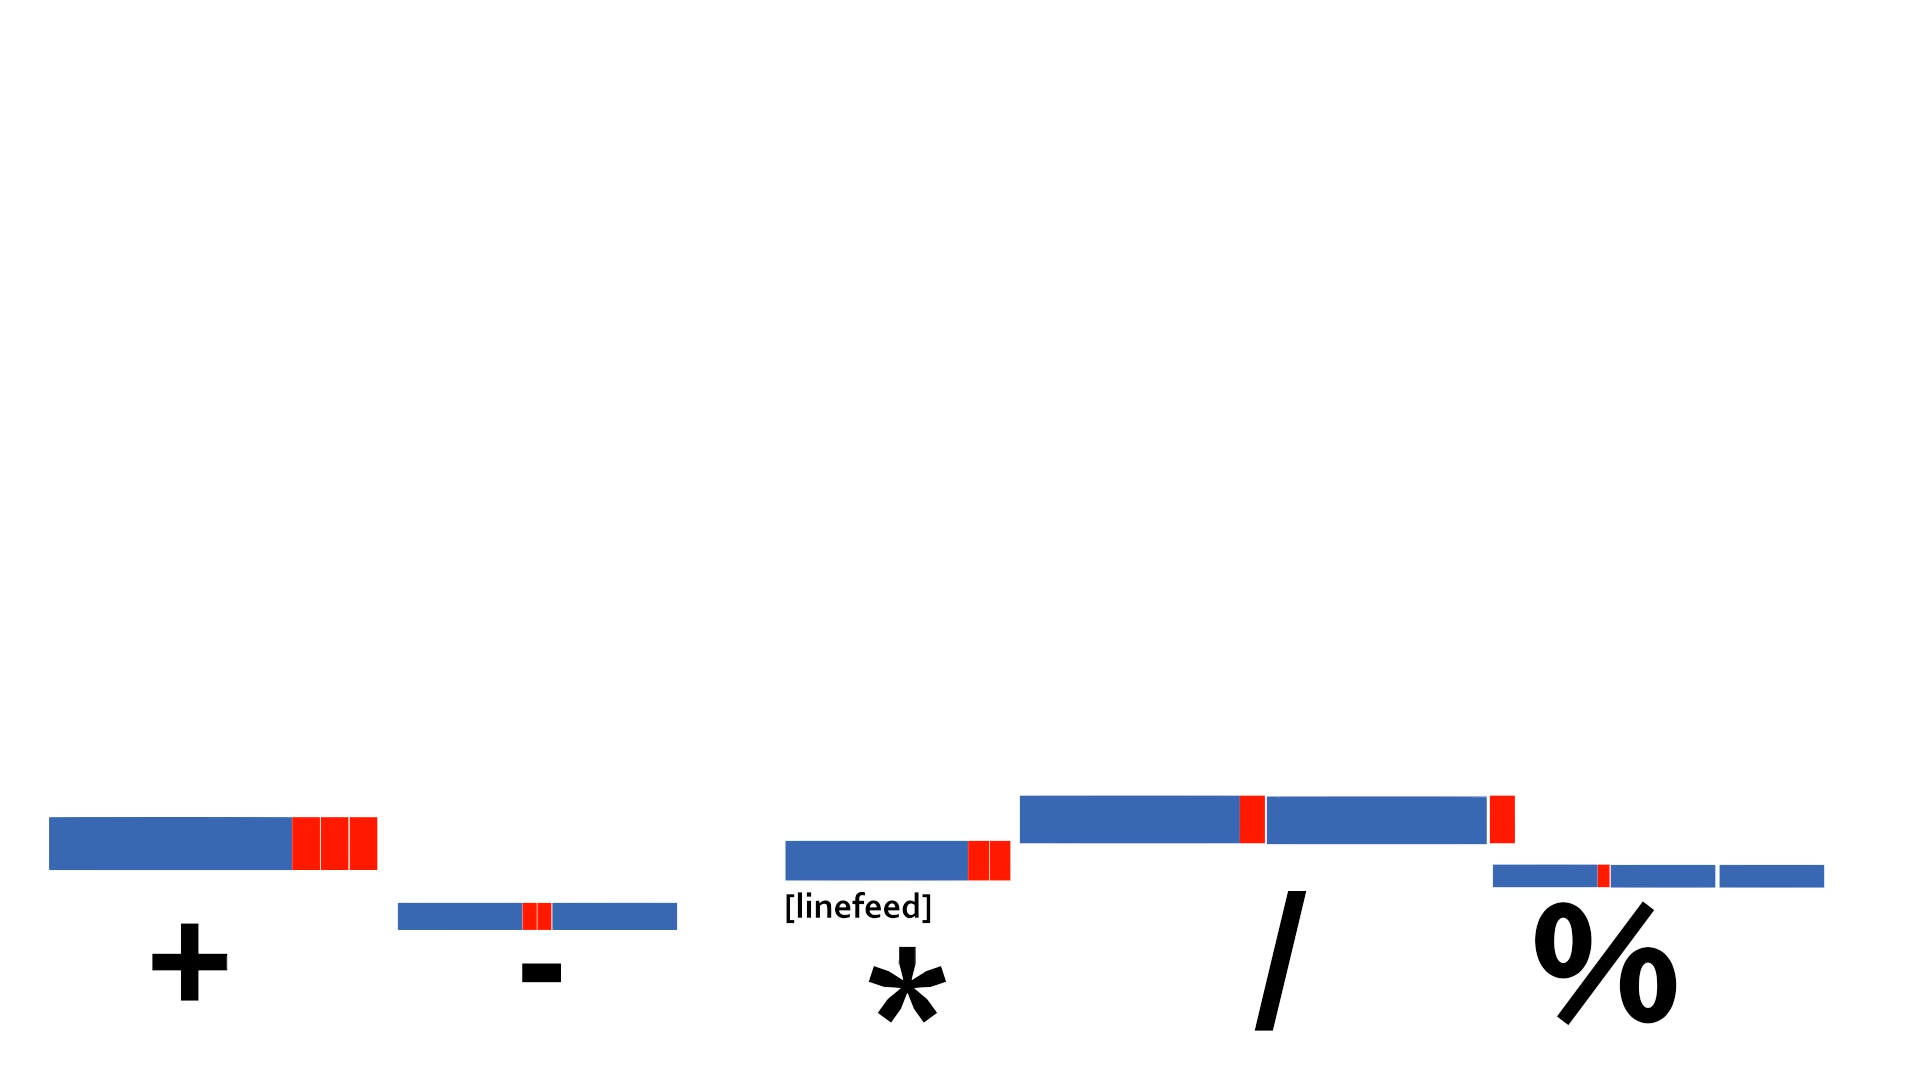 [linefeed]
+ - * / %